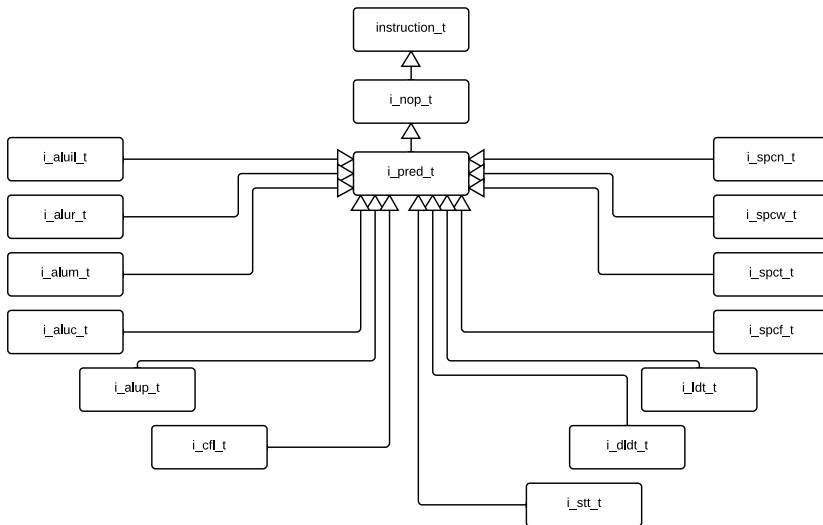 instruction_t
i_nop_t
i_aluil_t
i_pred_t
i_spcn_t
i_alur_t
i_spcw_t
i_alum_t
i_spct_t
i_aluc_t
i_spcf_t
i_alup_t
i_ldt_t
i_cfl_t
i_dldt_t
i_stt_t